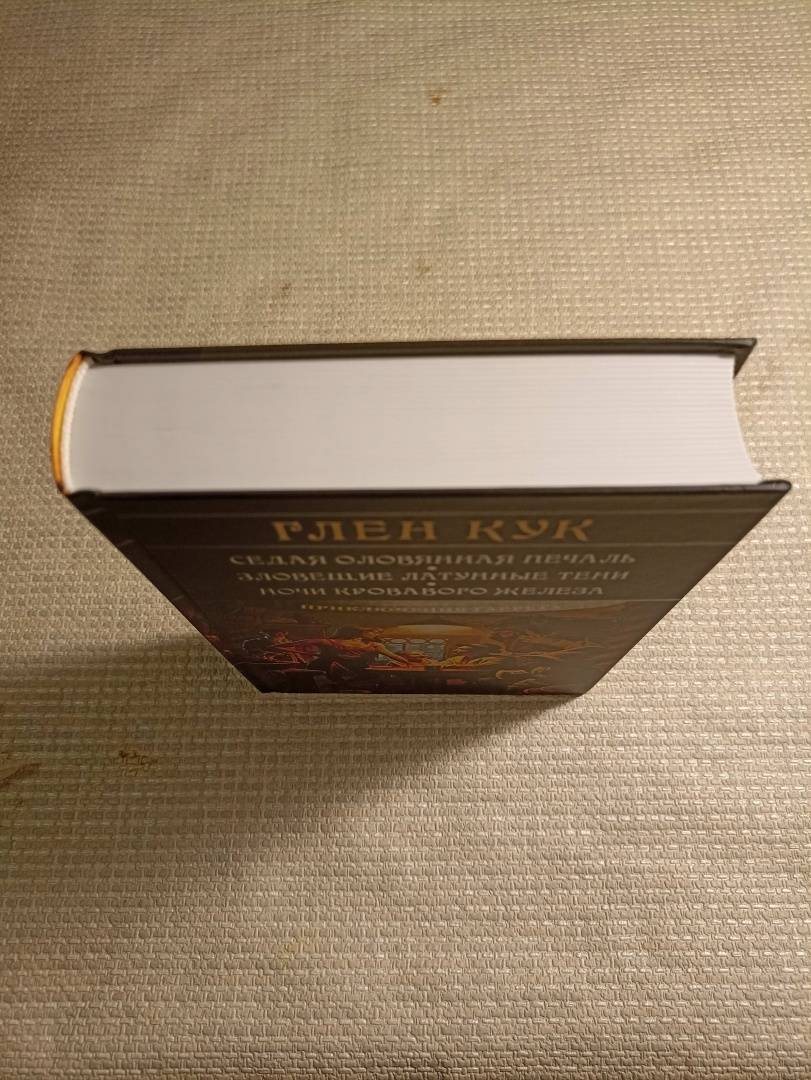 ГЛЕН КУК
СЕДАЯ ОЛОВЯННАЯ ПЕЧАЛЬ
ЗЛОВЕЩИЕ ЛАТУННЫЕ ТЕНИ
НОЧИ КРОВАВОГО ЖЕЛЕЗА